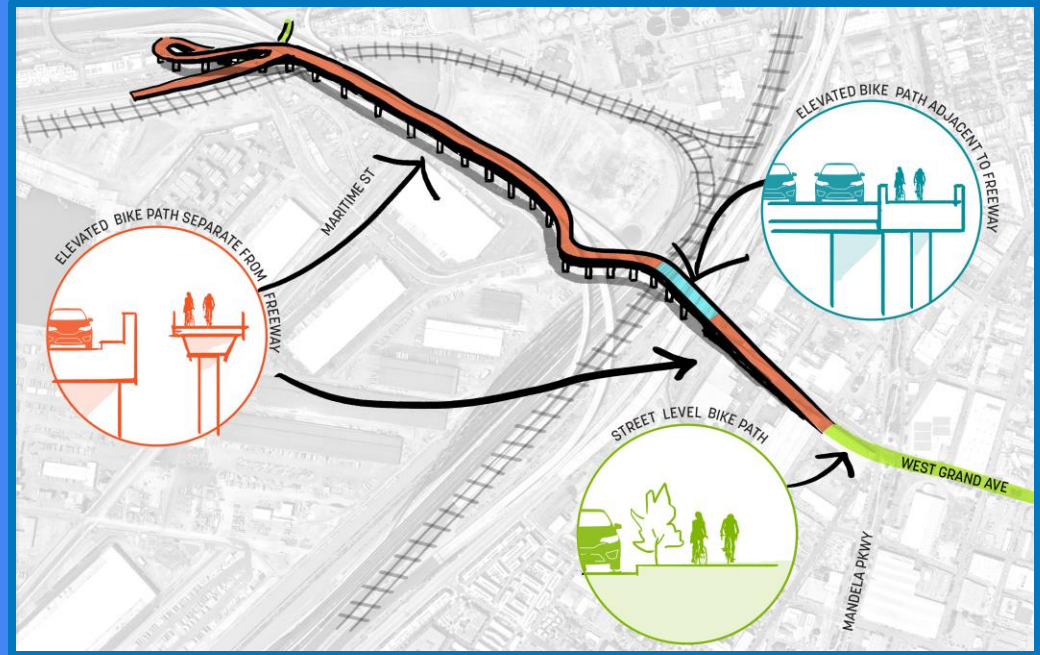 ELEVATED BIKE PATH ADJACENT TO FREEWAY
MARITIME ST
ELEVATED BIKE PATH SEPARATE FROM FREEWAY
STREET LEVEL BIKE PATH
WEST GRAND AVE
MANDELA PKWY